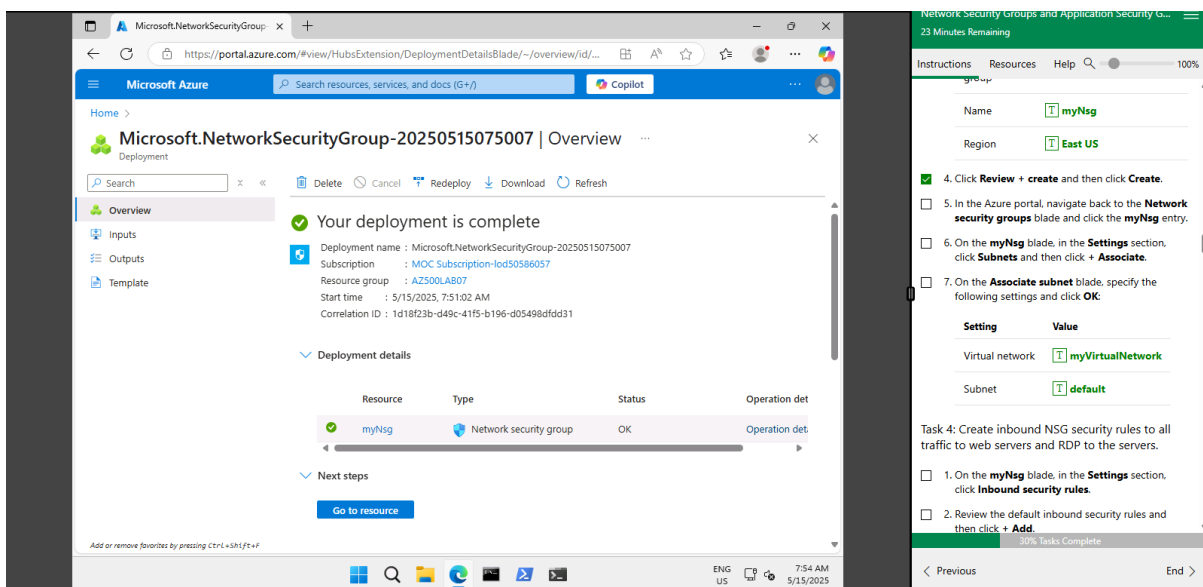 Microsoft.NetworkSecurityGroup-
https://portal.azure.com/#view/HubsExtension/DeploymentDetailsBlade/~/overview/id/...
Microsoft Azure
Search resources, services, and docs (G+/)
Copilot
Home >
Microsoft.NetworkSecurityGroup-20250515075007 | Overview
Deployment
Search
Delete
Cancel
Redeploy
Download
Refresh
Overview
Inputs
Outputs
Template
Your deployment is complete
Deployment name : Microsoft.NetworkSecurityGroup-20250515075007
Subscription : MOC Subscription-lod50586057
Resource group : AZ500LAB07
Start time : 5/15/2025, 7:51:02 AM
Correlation ID : 1d18f23b-d49c-41f5-b196-d05498dfdd31
Deployment details
Resource Type Status Operation det
myNsg Network security group OK Operation deta
Next steps
Go to resource
Add or remove favorites by pressing Ctrl+Shift+F
ENG
US
7:54 AM
5/15/2025
Network Security Groups and Application Security G...
23 Minutes Remaining
Instructions Resources Help 100%
group
Name myNsg
Region East US
4. Click Review + create and then click Create.
5. In the Azure portal, navigate back to the Network
security groups blade and click the myNsg entry.
6. On the myNsg blade, in the Settings section,
click Subnets and then click + Associate.
7. On the Associate subnet blade, specify the
following settings and click OK:
Setting Value
Virtual network myVirtualNetwork
Subnet default
Task 4: Create inbound NSG security rules to all
traffic to web servers and RDP to the servers.
1. On the myNsg blade, in the Settings section,
click Inbound security rules.
2. Review the default inbound security rules and
then click + Add.
30% Tasks Complete
< Previous
End >